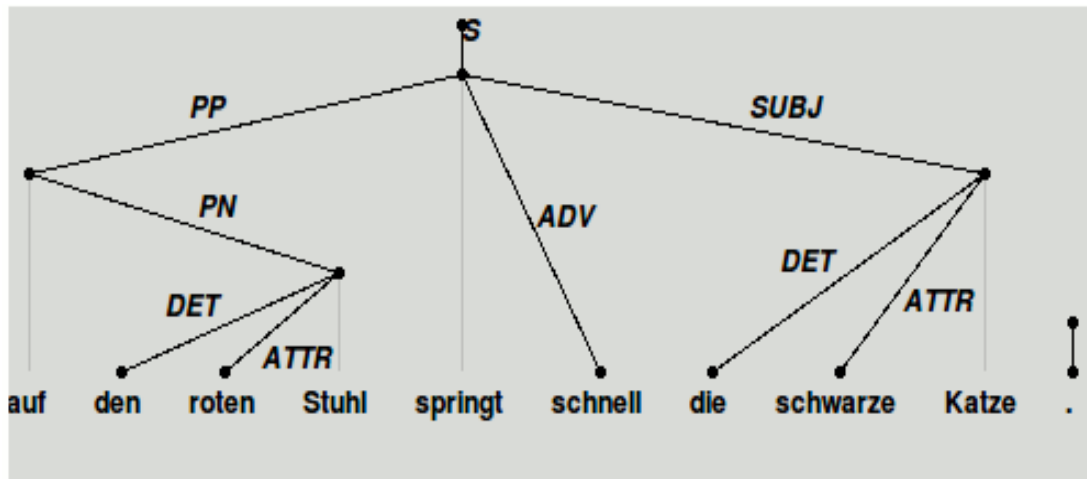 S
PP SUBJ
PN ADV
DET DET
ATTR ATTR
auf den roten Stuhl springt schnell die schwarze Katze .